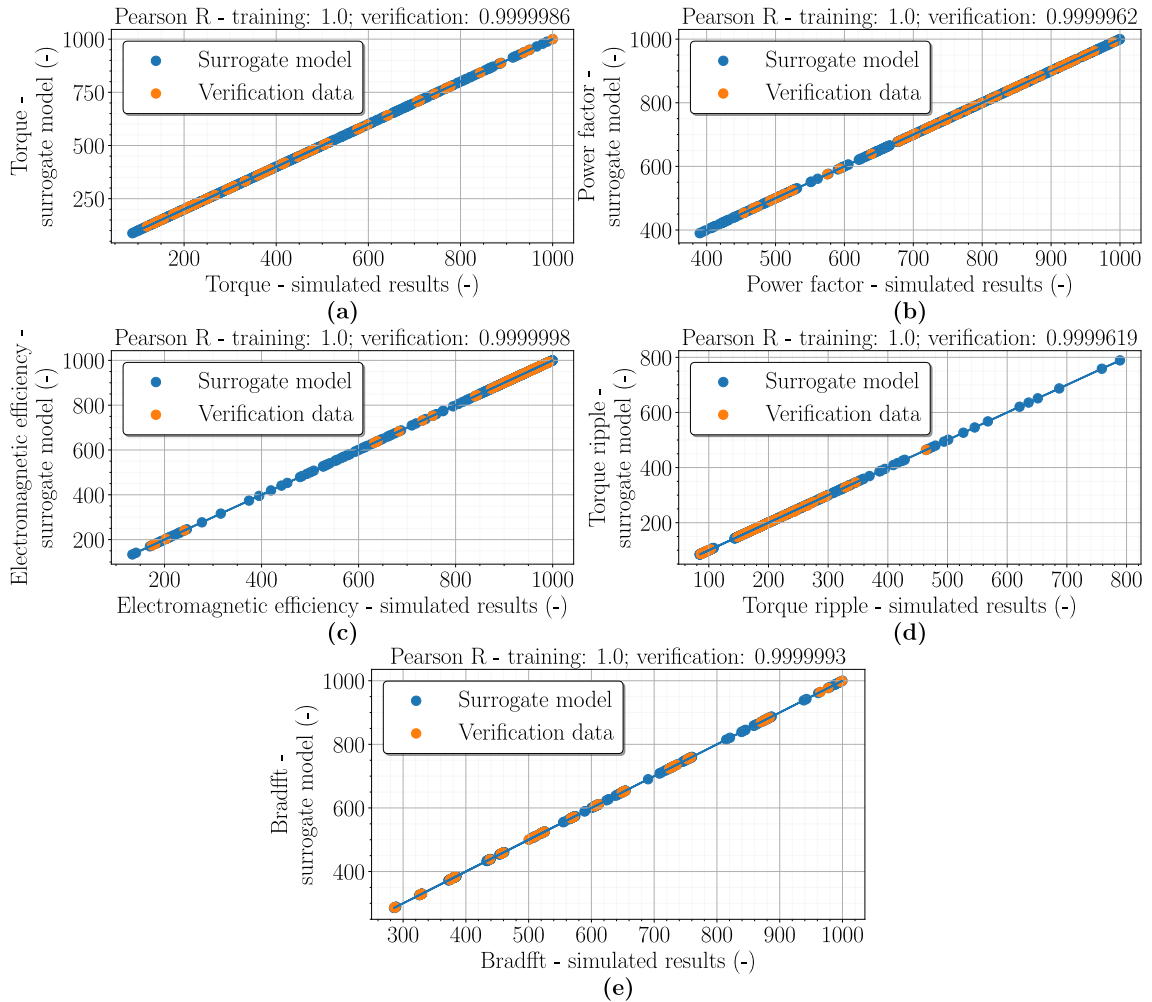 Pearson R - training: 1.0; verification: 0.9999986
Torque -
surrogate model (-)
1000
750
500
250
Surrogate model
Verification data
200 400 600 800 1000
Torque - simulated results (-)
(a)
Pearson R - training: 1.0; verification: 0.9999962
Power factor -
surrogate model (-)
1000
800
600
400
Surrogate model
Verification data
400 500 600 700 800 900 1000
Power factor - simulated results (-)
(b)
Pearson R - training: 1.0; verification: 0.9999998
Electromagnetic efficiency -
surrogate model (-)
1000
800
600
400
200
Surrogate model
Verification data
200 400 600 800 1000
Electromagnetic efficiency - simulated results (-)
(c)
Pearson R - training: 1.0; verification: 0.9999619
Torque ripple -
surrogate model (-)
800
600
400
200
Surrogate model
Verification data
100 200 300 400 500 600 700 800
Torque ripple - simulated results (-)
(d)
Pearson R - training: 1.0; verification: 0.9999993
Bradfft -
surrogate model (-)
1000
800
600
400
Surrogate model
Verification data
300 400 500 600 700 800 900 1000
Bradfft - simulated results (-)
(e)